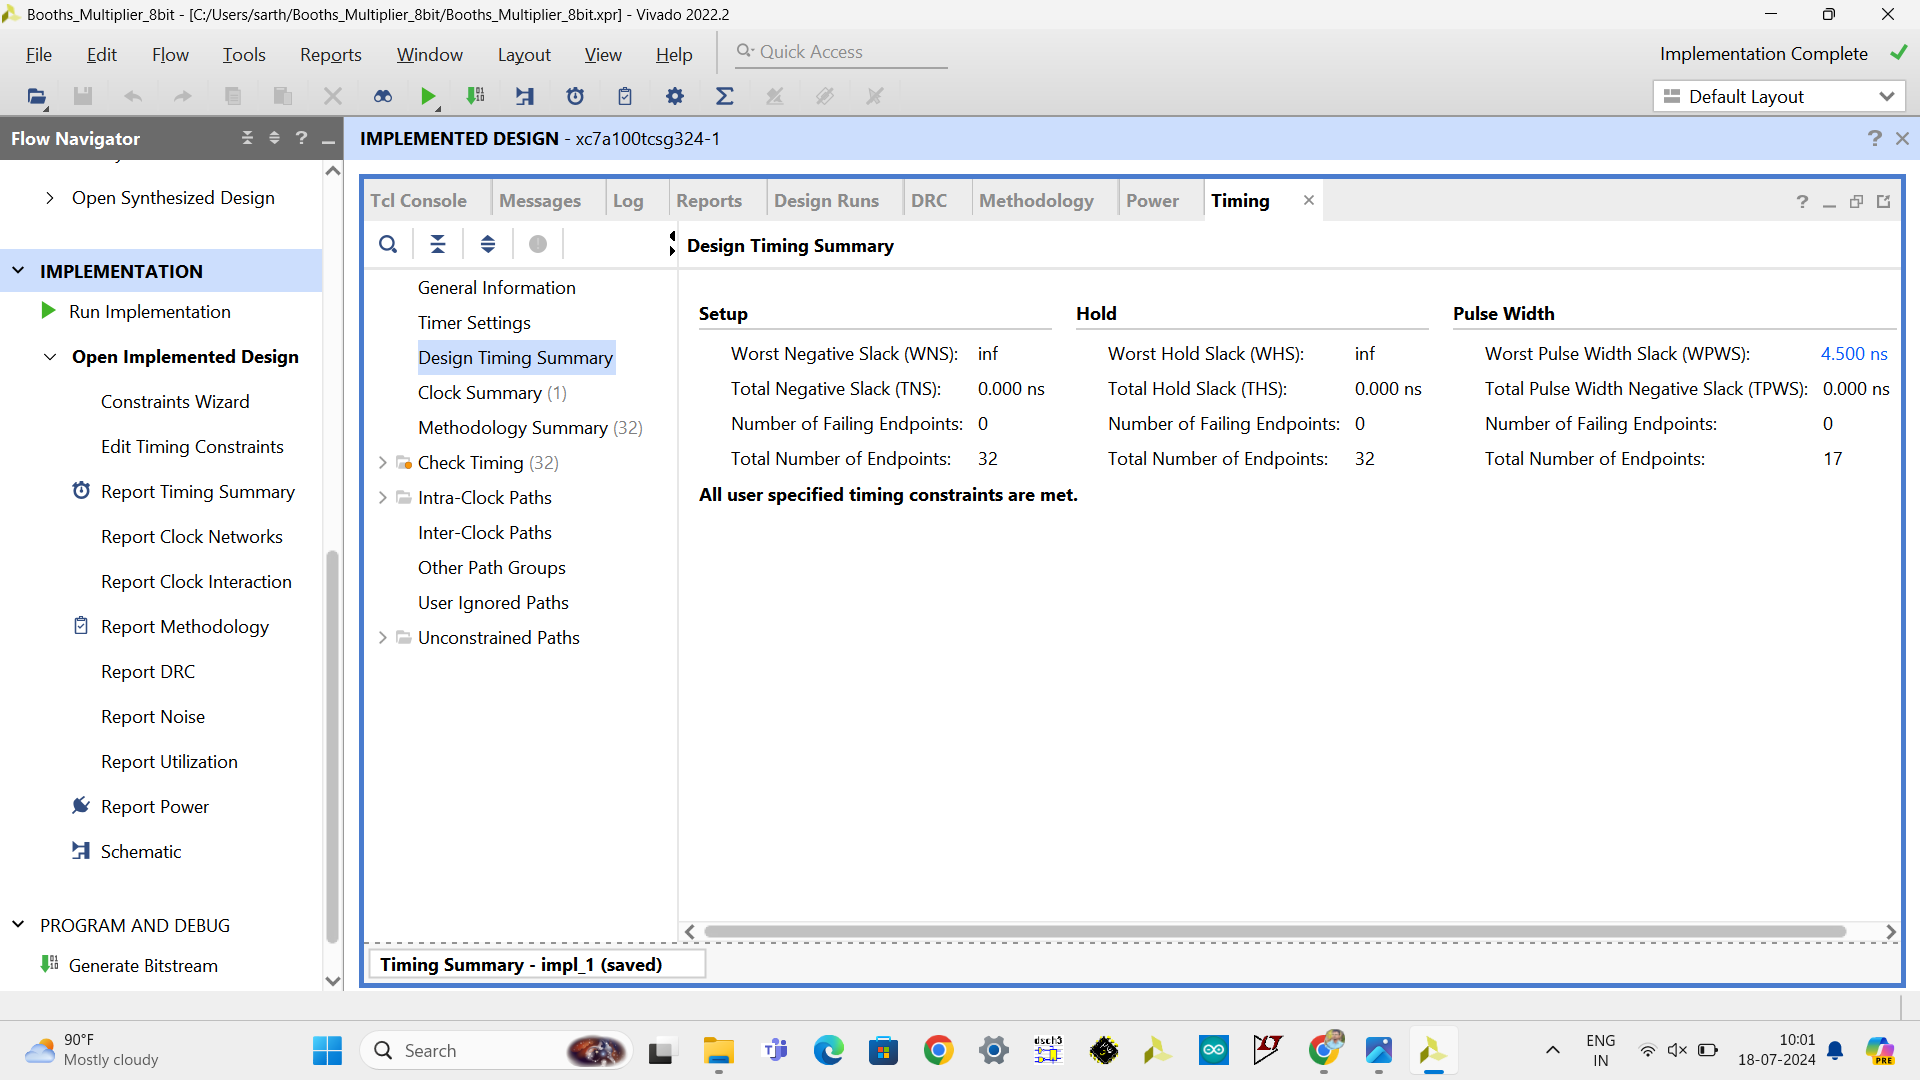 Booths_Multiplier_8bit - [C:/Users/sarth/Booths_Multiplier_8bit/Booths_Multiplier_8bit.xpr] - Vivado 2022.2
File Edit Flow Tools Reports Window Layout View Help
Quick Access
Implementation Complete
Default Layout
Flow Navigator
Open Synthesized Design
IMPLEMENTATION
Run Implementation
Open Implemented Design
Constraints Wizard
Edit Timing Constraints
Report Timing Summary
Report Clock Networks
Report Clock Interaction
Report Methodology
Report DRC
Report Noise
Report Utilization
Report Power
Schematic
PROGRAM AND DEBUG
Generate Bitstream
IMPLEMENTED DESIGN - xc7a100tcsg324-1
Tcl Console Messages Log Reports Design Runs DRC Methodology Power Timing
General Information
Timer Settings
Design Timing Summary
Clock Summary (1)
Methodology Summary (32)
Check Timing (32)
Intra-Clock Paths
Inter-Clock Paths
Other Path Groups
User Ignored Paths
Unconstrained Paths
Design Timing Summary
Setup
Worst Negative Slack (WNS): inf
Total Negative Slack (TNS): 0.000 ns
Number of Failing Endpoints: 0
Total Number of Endpoints: 32
Hold
Worst Hold Slack (WHS): inf
Total Hold Slack (THS): 0.000 ns
Number of Failing Endpoints: 0
Total Number of Endpoints: 32
Pulse Width
Worst Pulse Width Slack (WPWS): 4.500 ns
Total Pulse Width Negative Slack (TPWS): 0.000 ns
Number of Failing Endpoints: 0
Total Number of Endpoints: 17
All user specified timing constraints are met.
Timing Summary - impl_1 (saved)
90°F
Mostly cloudy
Search
dsch3
ENG
IN
10:01
18-07-2024
PRE